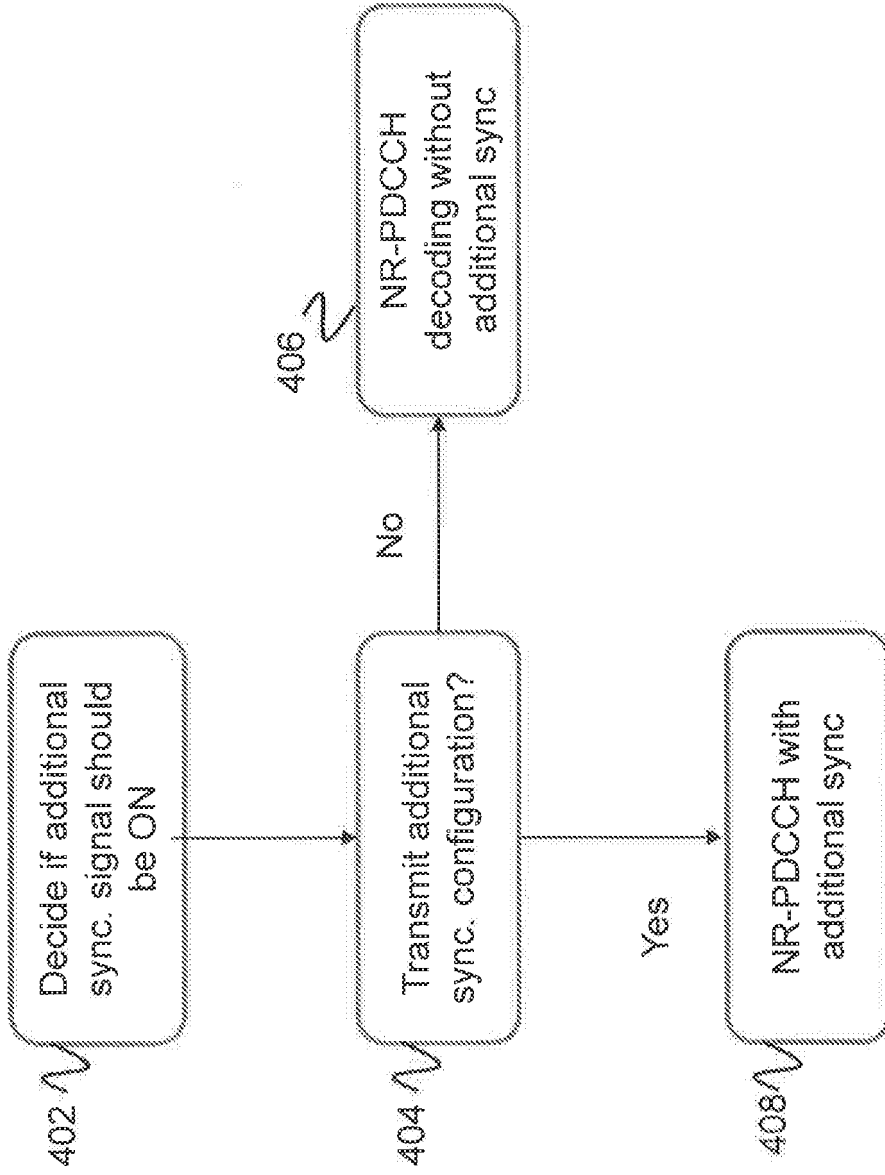 402
Decide if additional
sync. signal should
be ON
404
Transmit additional
sync. configuration?
No
406
NR-PDCCH
decoding without
additional sync
Yes
408
NR-PDCCH with
additional sync